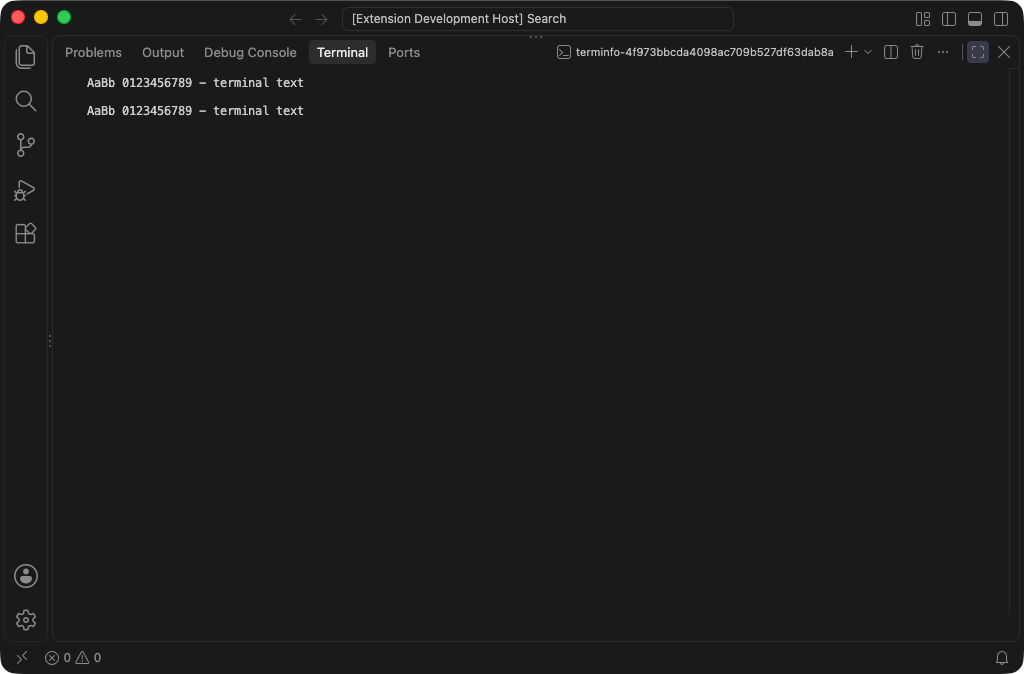 [Extension Development Host] Search
Problems Output Debug Console Terminal Ports terminfo-4f973bbcda4098ac709b527df63dab8a
AaBb 0123456789 – terminal text
AaBb 0123456789 – terminal text
0 0